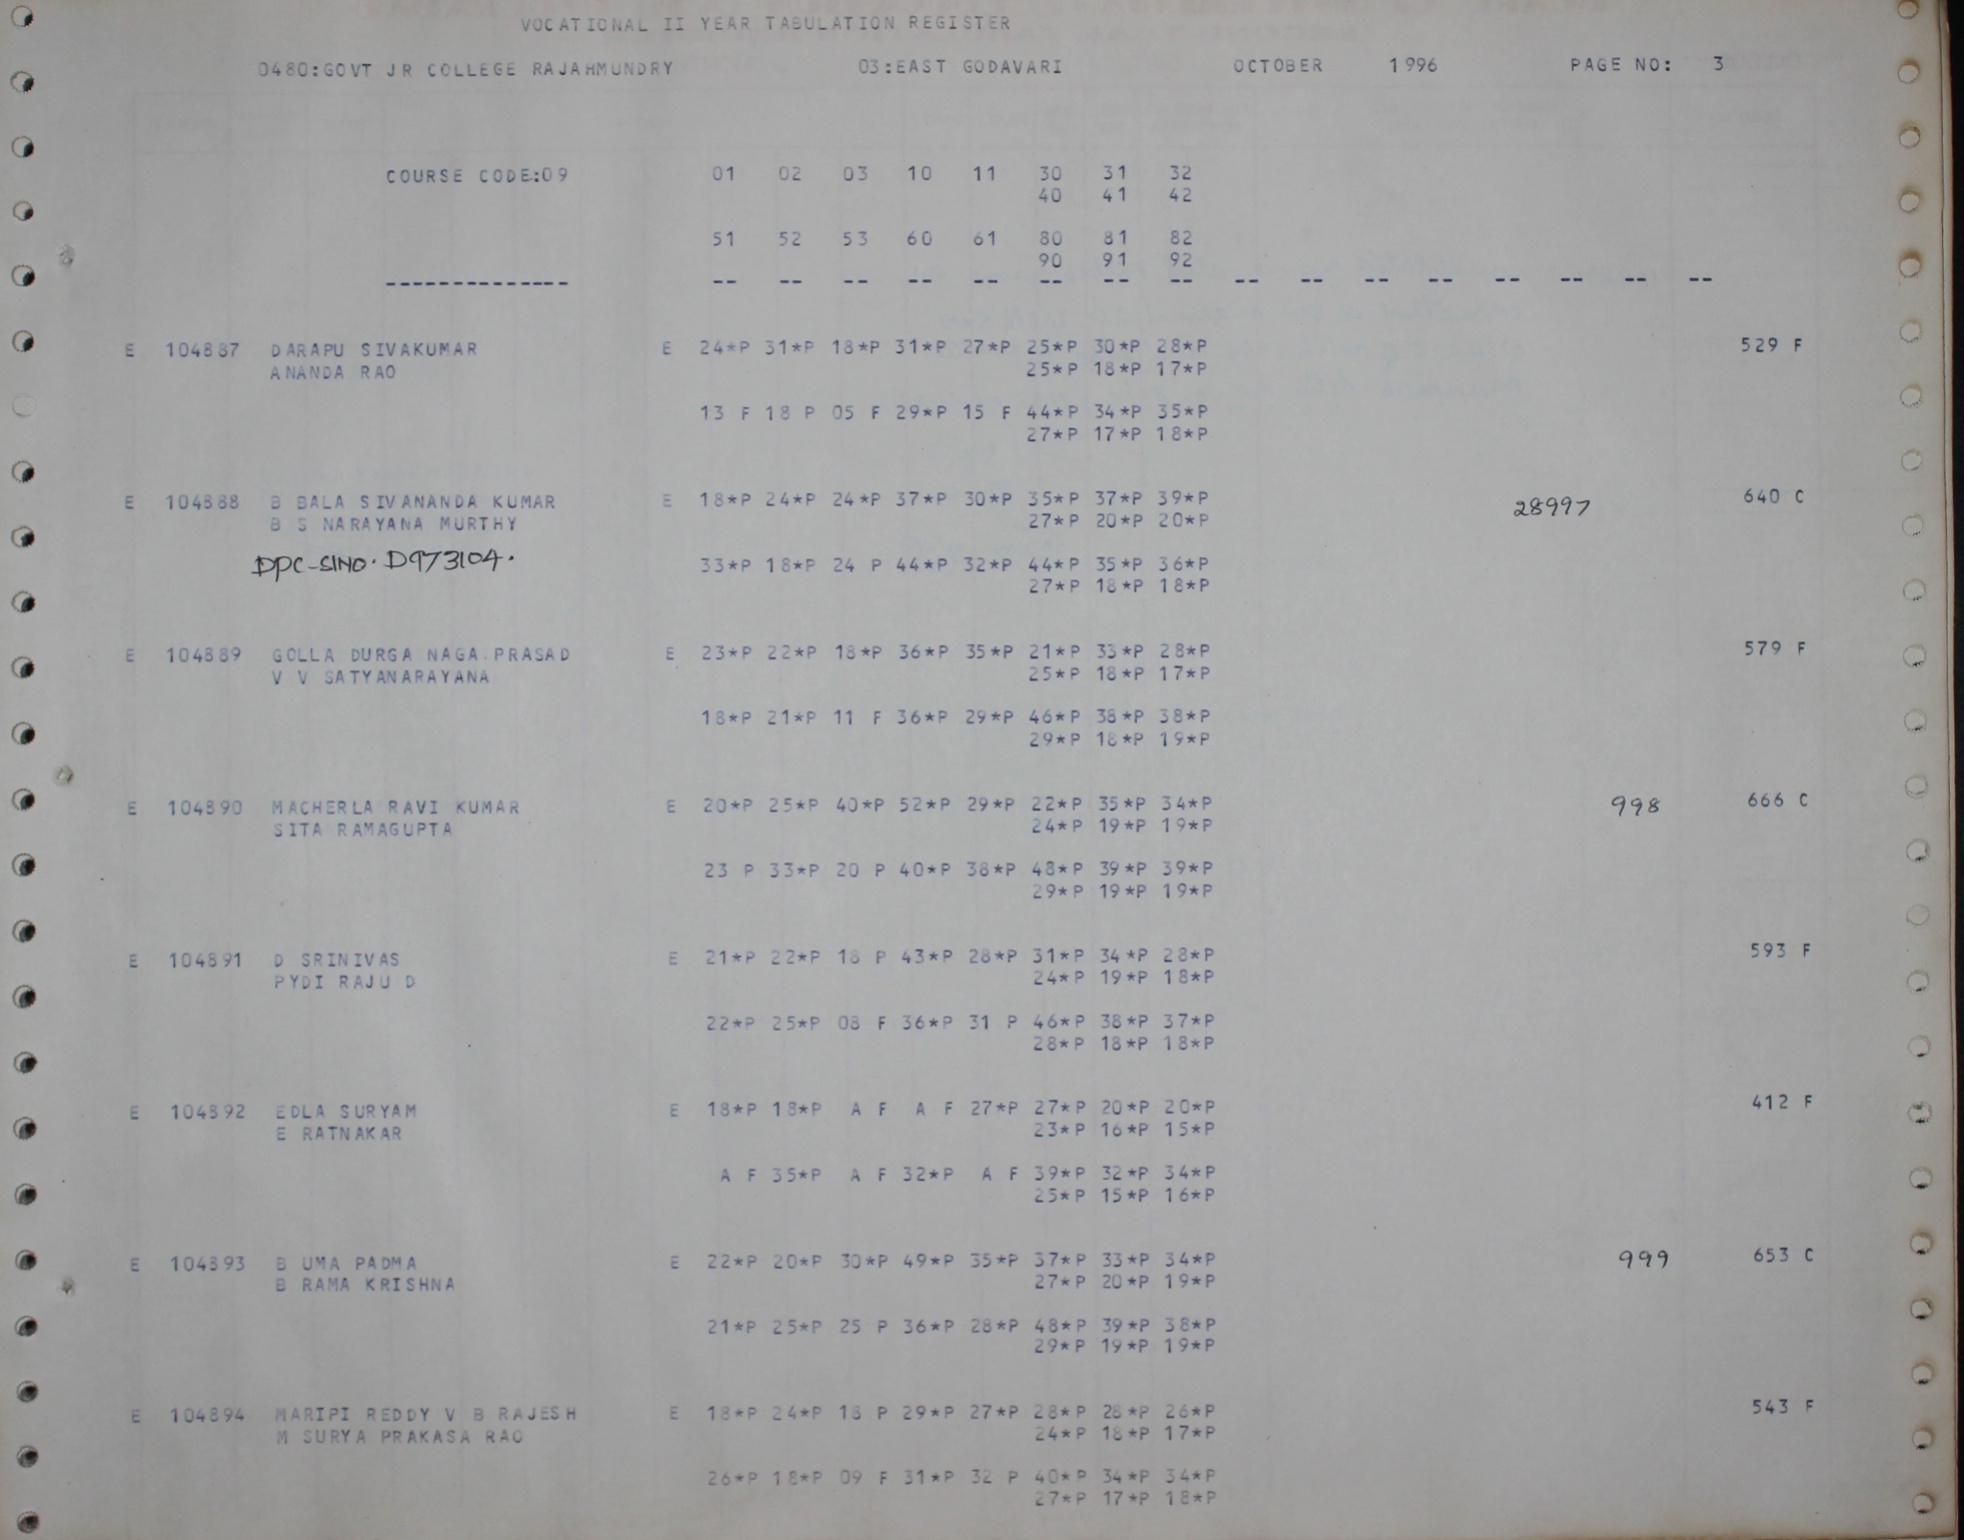 VOCATIONAL II YEAR TABULATION REGISTER
0480:GOVT JR COLLEGE RAJAHMUNDRY 03:EAST GODAVARI OCTOBER 1996 PAGE NO: 3
COURSE CODE:09 01 02 03 10 11 30 31 32
40 41 42
51 52 53 60 61 80 81 82
90 91 92
-------------- -- -- -- -- -- -- -- -- -- -- -- -- -- -- -- --
E 104887 DARAPU SIVAKUMAR E 24*P 31*P 18*P 31*P 27*P 25*P 30*P 28*P 529 F
ANANDA RAO 25*P 18*P 17*P
13 F 18 P 05 F 29*P 15 F 44*P 34*P 35*P
27*P 17*P 18*P
E 104888 B BALA SIVANANDA KUMAR E 18*P 24*P 24*P 37*P 30*P 35*P 37*P 39*P 28997 640 C
B S NARAYANA MURTHY 27*P 20*P 20*P
DPC-SlNO. D973104. 33*P 18*P 24 P 44*P 32*P 44*P 35*P 36*P
27*P 18*P 18*P
E 104889 GOLLA DURGA NAGA PRASAD E 23*P 22*P 18*P 36*P 35*P 21*P 33*P 28*P 579 F
V V SATYANARAYANA 25*P 18*P 17*P
18*P 21*P 11 F 36*P 29*P 46*P 38*P 38*P
29*P 18*P 19*P
E 104890 MACHERLA RAVI KUMAR E 20*P 25*P 40*P 52*P 29*P 22*P 35*P 34*P 998 666 C
SITA RAMAGUPTA 24*P 19*P 19*P
23 P 33*P 20 P 40*P 38*P 48*P 39*P 39*P
29*P 19*P 19*P
E 104891 D SRINIVAS E 21*P 22*P 18 P 43*P 28*P 31*P 34*P 28*P 593 F
PYDI RAJU D 24*P 19*P 18*P
22*P 25*P 08 F 36*P 31 P 46*P 38*P 37*P
28*P 18*P 18*P
E 104892 EDLA SURYAM E 18*P 18*P A F A F 27*P 27*P 20*P 20*P 412 F
E RATNAKAR 23*P 16*P 15*P
A F 35*P A F 32*P A F 39*P 32*P 34*P
25*P 15*P 16*P
E 104893 B UMA PADMA E 22*P 20*P 30*P 49*P 35*P 37*P 33*P 34*P 999 653 C
B RAMA KRISHNA 27*P 20*P 19*P
21*P 25*P 25 P 36*P 28*P 48*P 39*P 38*P
29*P 19*P 19*P
E 104894 MARIPI REDDY V B RAJESH E 18*P 24*P 18 P 29*P 27*P 28*P 28*P 26*P 543 F
M SURYA PRAKASA RAO 24*P 18*P 17*P
26*P 18*P 09 F 31*P 32 P 40*P 34*P 34*P
27*P 17*P 18*P